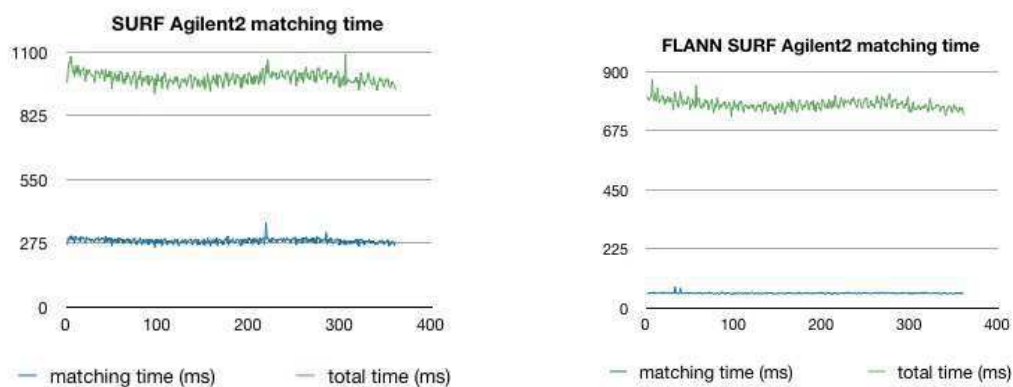 SURF Agilent2 matching time
1100
825
550
275
0
0 100 200 300 400
matching time (ms) total time (ms)
FLANN SURF Agilent2 matching time
900
675
450
225
0
0 100 200 300 400
matching time (ms) total time (ms)